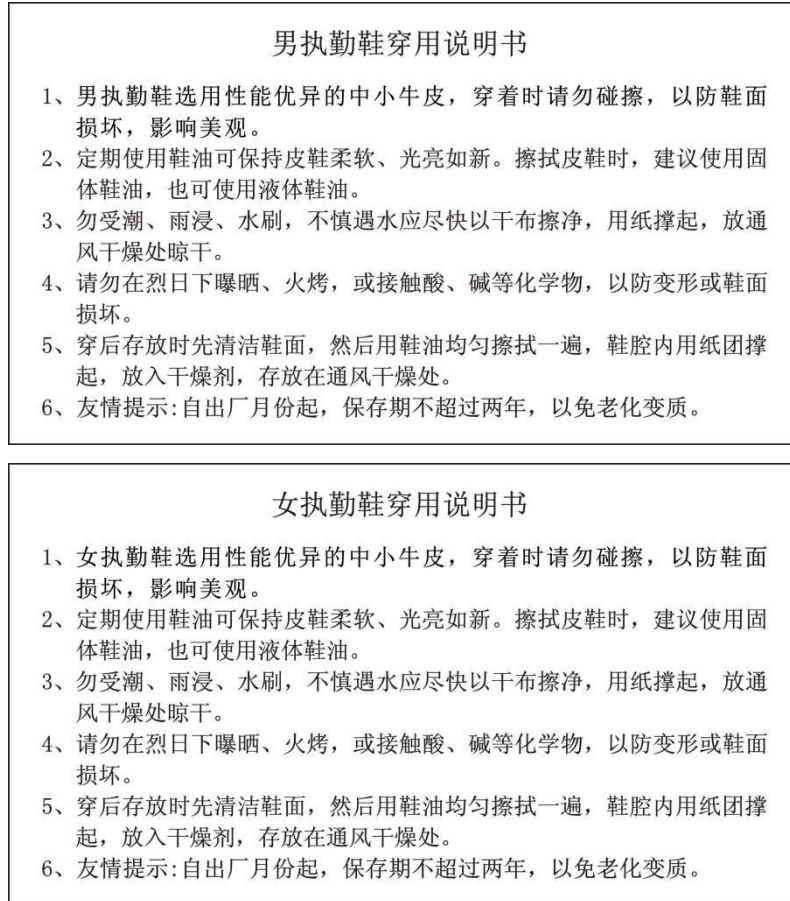 男执勤鞋穿用说明书
1、男执勤鞋选用性能优异的中小牛皮，穿着时请勿碰擦，以防鞋面
损坏，影响美观。
2、定期使用鞋油可保持皮鞋柔软、光亮如新。擦拭皮鞋时，建议使用固
体鞋油，也可使用液体鞋油。
3、勿受潮、雨浸、水刷，不慎遇水应尽快以干布擦净，用纸撑起，放通
风干燥处晾干。
4、请勿在烈日下曝晒、火烤，或接触酸、碱等化学物，以防变形或鞋面
损坏。
5、穿后存放时先清洁鞋面，然后用鞋油均匀擦拭一遍，鞋腔内用纸团撑
起，放入干燥剂，存放在通风干燥处。
6、友情提示:自出厂月份起，保存期不超过两年，以免老化变质。
女执勤鞋穿用说明书
1、女执勤鞋选用性能优异的中小牛皮，穿着时请勿碰擦，以防鞋面
损坏，影响美观。
2、定期使用鞋油可保持皮鞋柔软、光亮如新。擦拭皮鞋时，建议使用固
体鞋油，也可使用液体鞋油。
3、勿受潮、雨浸、水刷，不慎遇水应尽快以干布擦净，用纸撑起，放通
风干燥处晾干。
4、请勿在烈日下曝晒、火烤，或接触酸、碱等化学物，以防变形或鞋面
损坏。
5、穿后存放时先清洁鞋面，然后用鞋油均匀擦拭一遍，鞋腔内用纸团撑
起，放入干燥剂，存放在通风干燥处。
6、友情提示:自出厂月份起，保存期不超过两年，以免老化变质。